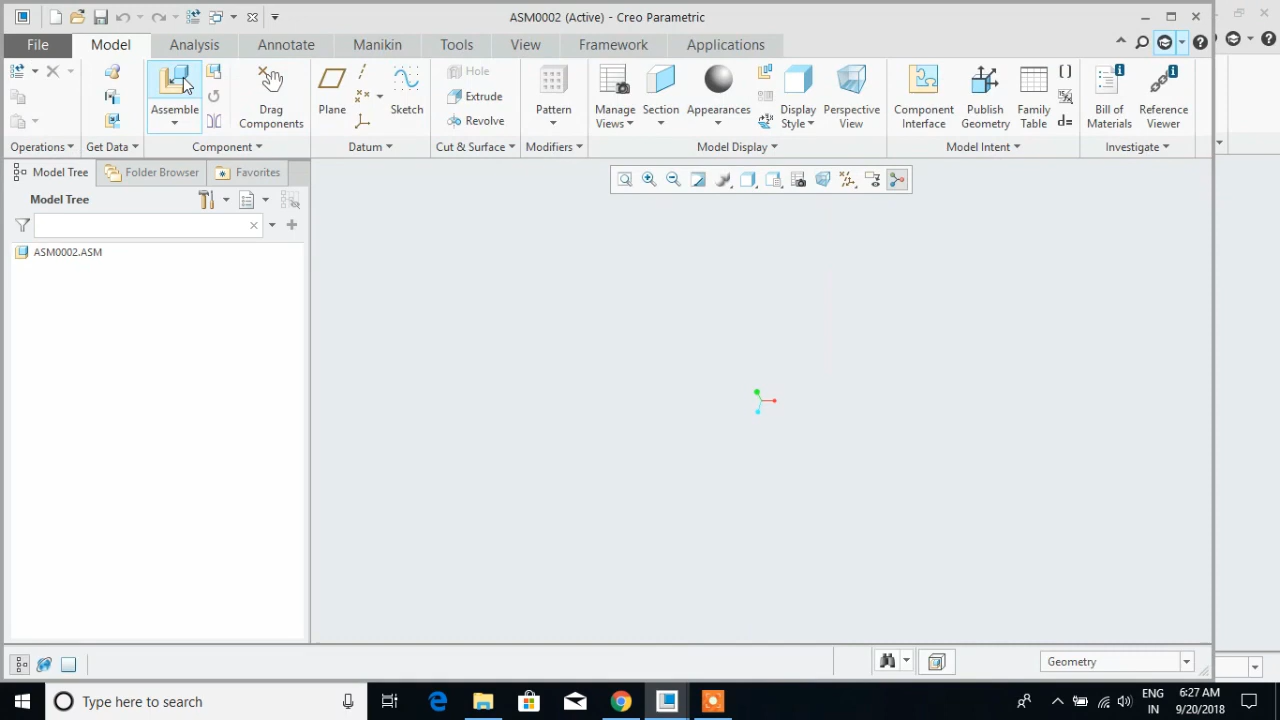 ASM0002 (Active) - Creo Parametric
File
Model
Analysis
Annotate
Manikin
Tools
View
Framework
Applications
Assemble
Drag
Components
Plane
Sketch
Hole
Extrude
Revolve
Pattern
Manage
Views
Section
Appearances
Display
Style
Perspective
View
Component
Interface
Publish
Geometry
Family
Table
d=
Bill of
Materials
Reference
Viewer
Operations
Get Data
Component
Datum
Cut & Surface
Modifiers
Model Display
Model Intent
Investigate
Model Tree
Folder Browser
Favorites
Model Tree
ASM0002.ASM
Geometry
Type here to search
ENG
IN
6:27 AM
9/20/2018